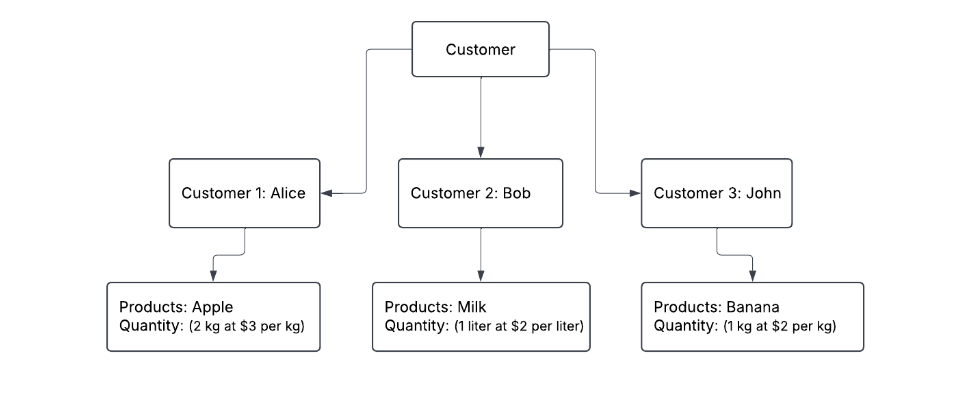 Customer
Customer 1: Alice
Customer 2: Bob
Customer 3: John
Products: Apple
Quantity: (2 kg at $3 per kg)
Products: Milk
Quantity: (1 liter at $2 per liter)
Products: Banana
Quantity: (1 kg at $2 per kg)